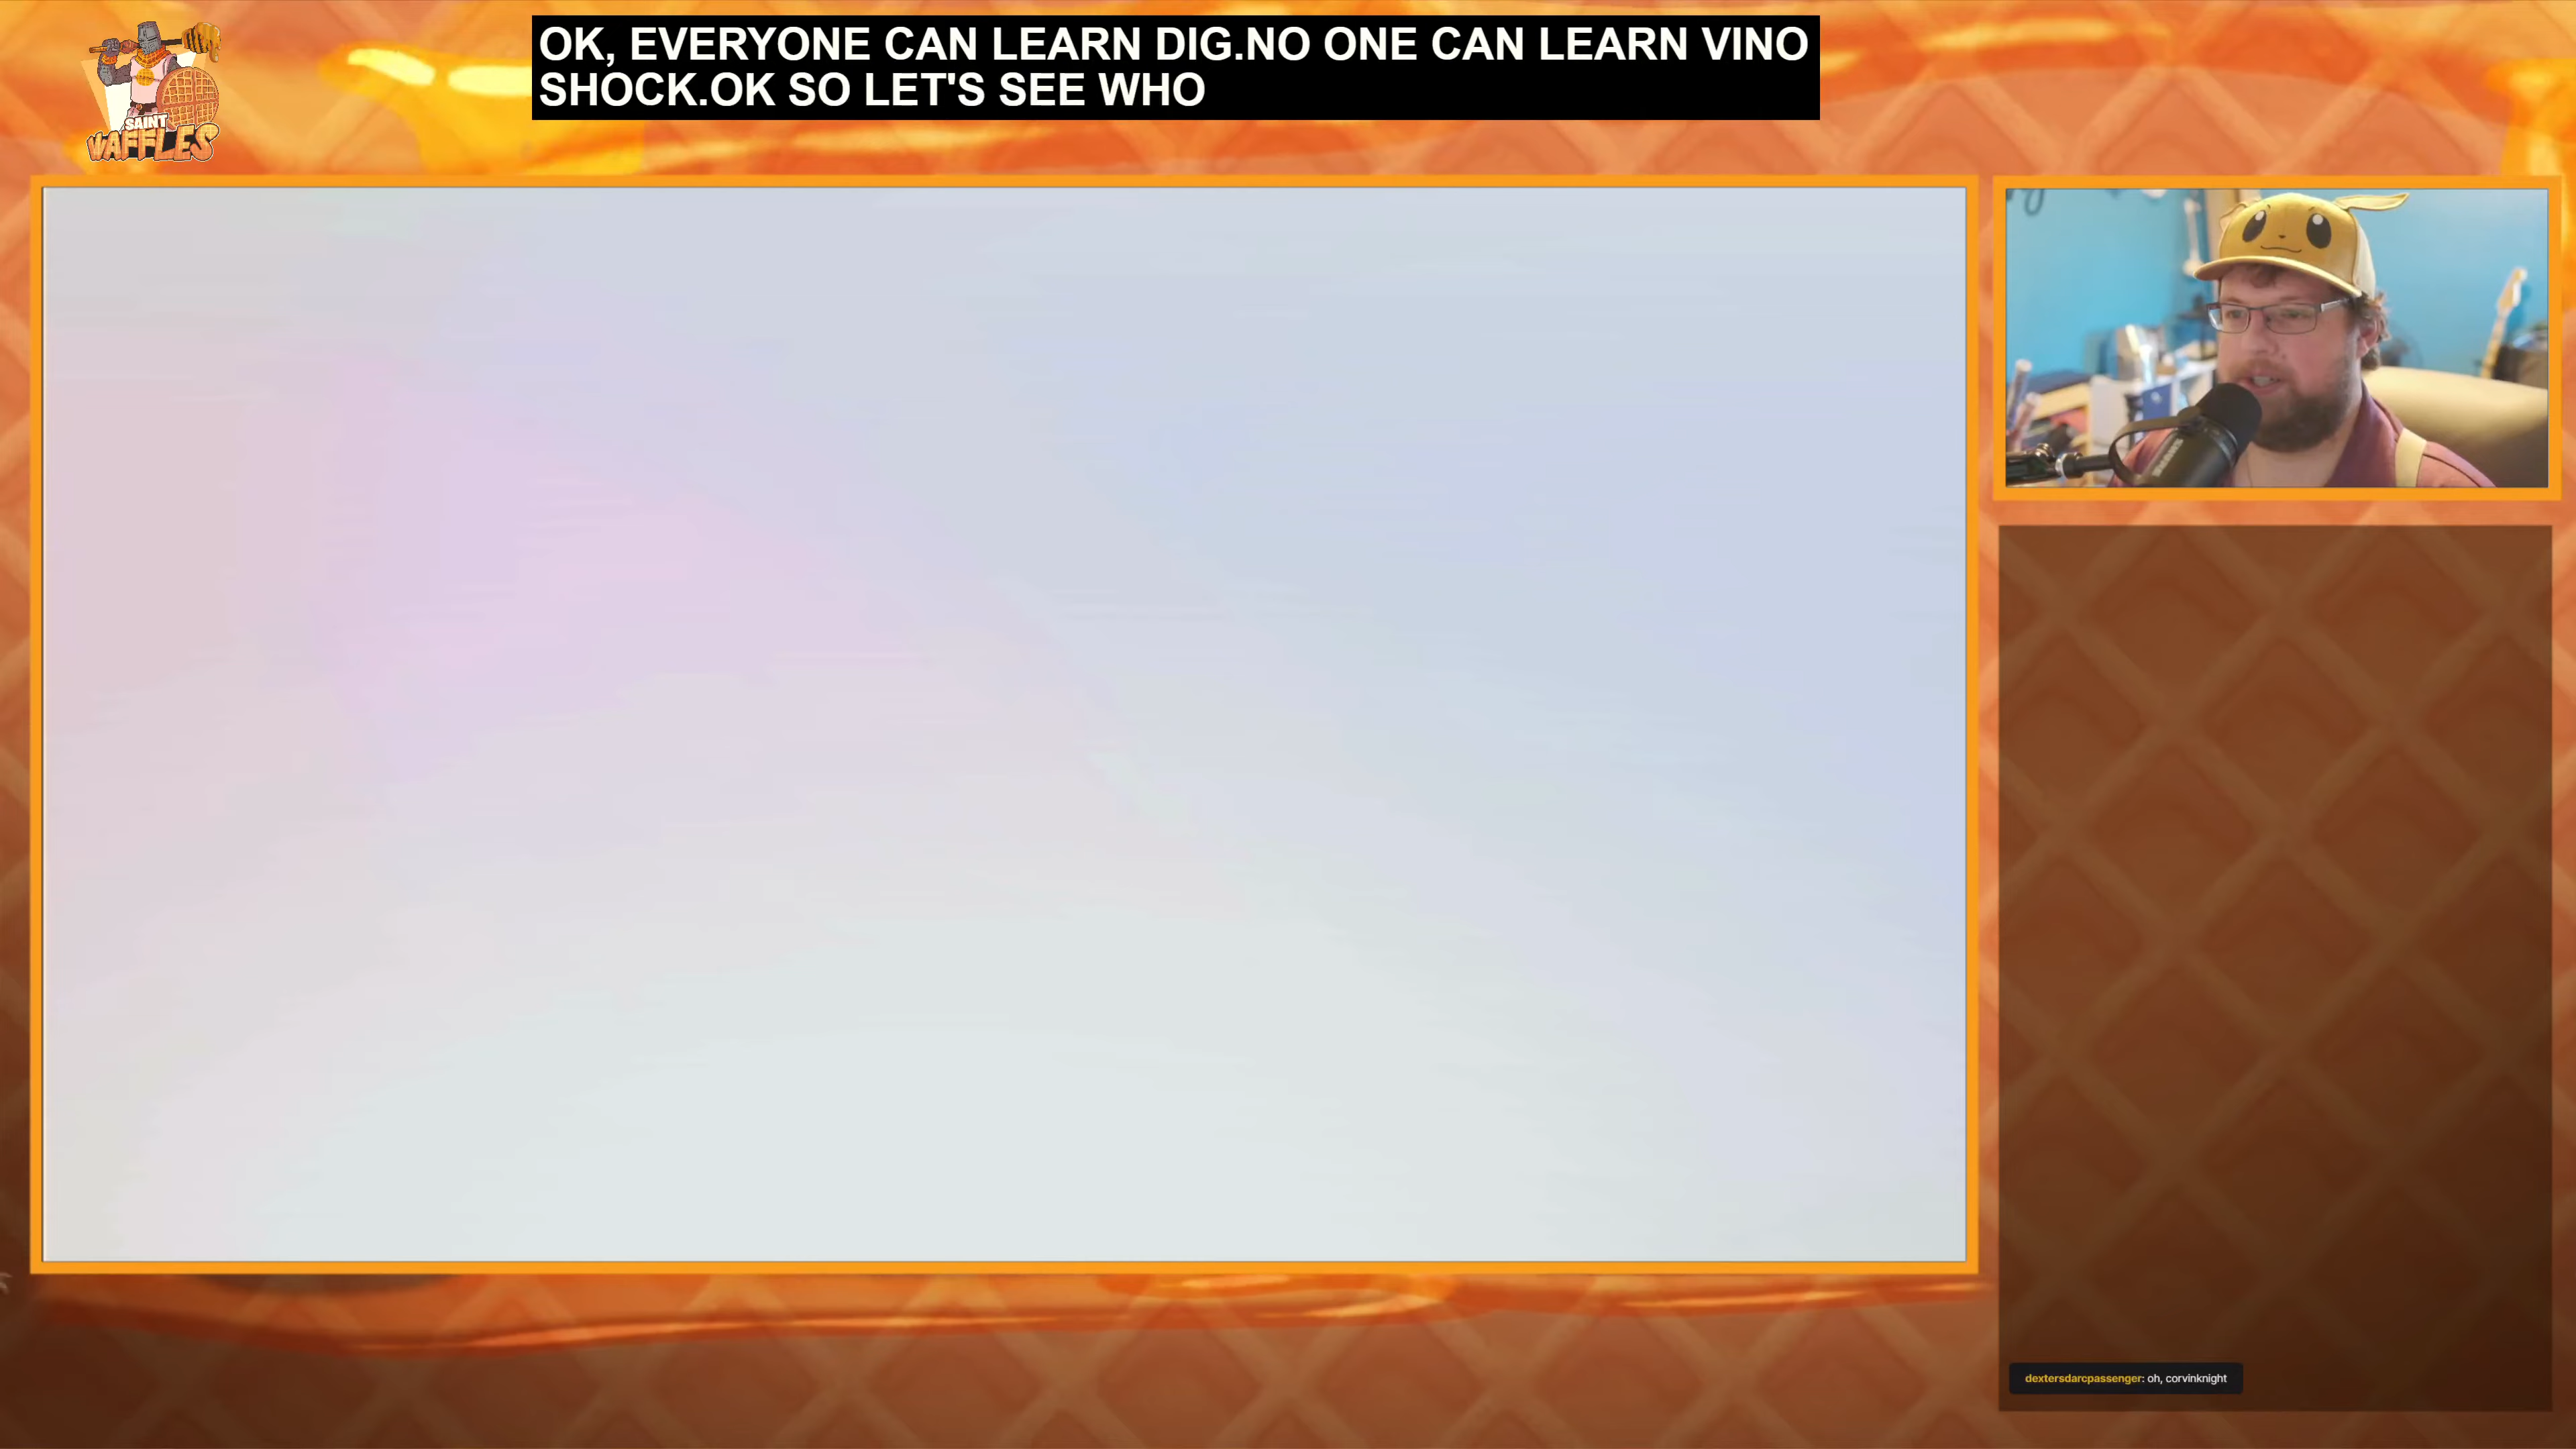 OK, EVERYONE CAN LEARN DIG.NO ONE CAN LEARN VINO
SHOCK.OK SO LET'S SEE WHO
SAINT
WAFFLES
dextersdarcpassenger: oh, corvinknight